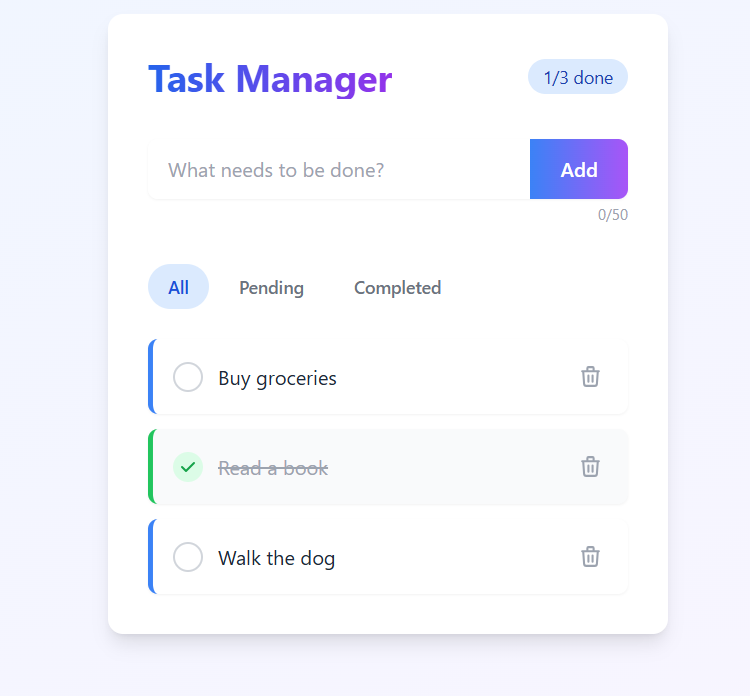 Task Manager
1/3 done
What needs to be done?
Add
0/50
All Pending Completed
Buy groceries
Read a book
Walk the dog